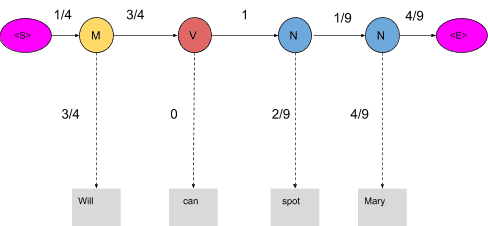 1/4 3/4 1 1/9 4/9
<S> M V N N <E>
3/4 0 2/9 4/9
Will can spot Mary